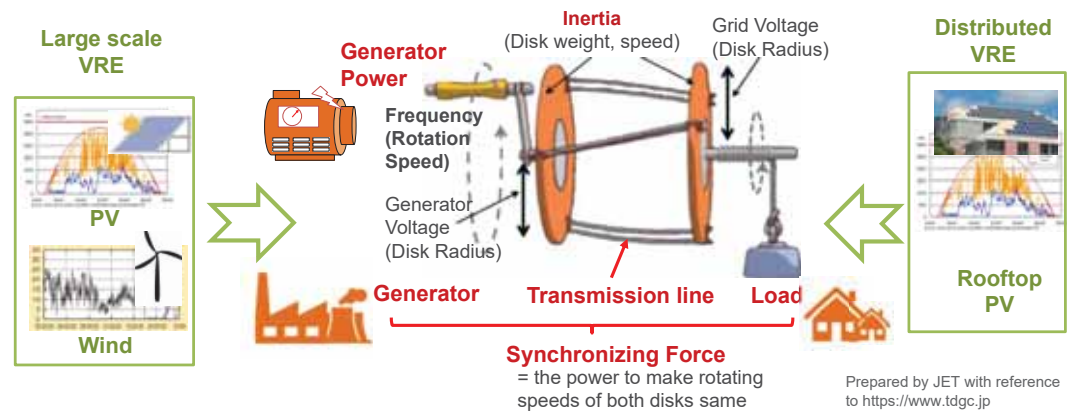 Large scale
VRE
PV
Wind
Generator
Power
Frequency
(Rotation
Speed)
Generator
Voltage
(Disk Radius)
Inertia
(Disk weight, speed)
Grid Voltage
(Disk Radius)
Generator
Transmission line
Load
Synchronizing Force
= the power to make rotating
speeds of both disks same
Distributed
VRE
Rooftop
PV
Prepared by JET with reference
to https://www.tdgc.jp